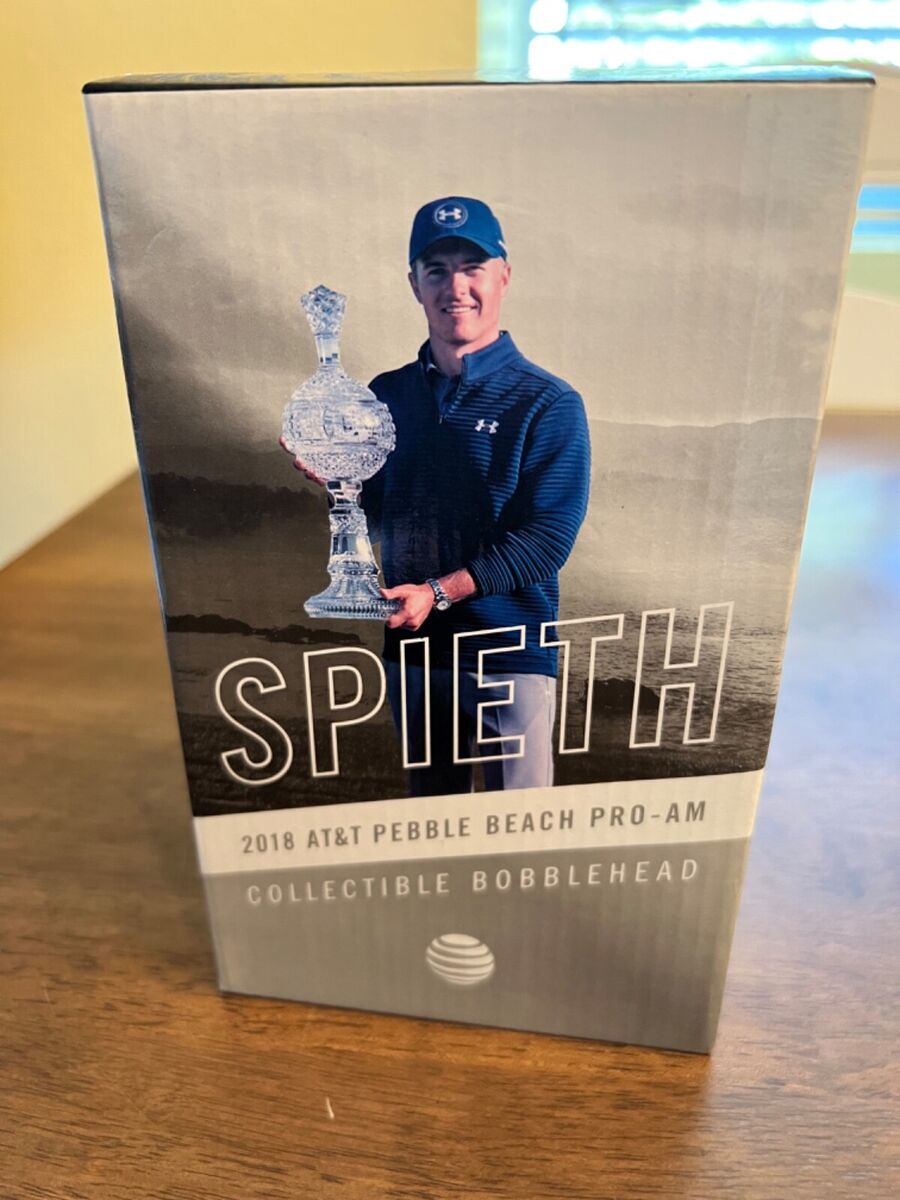 SPIETH
2018 AT&T PEBBLE BEACH PRO-AM
COLLECTIBLE BOBBLEHEAD